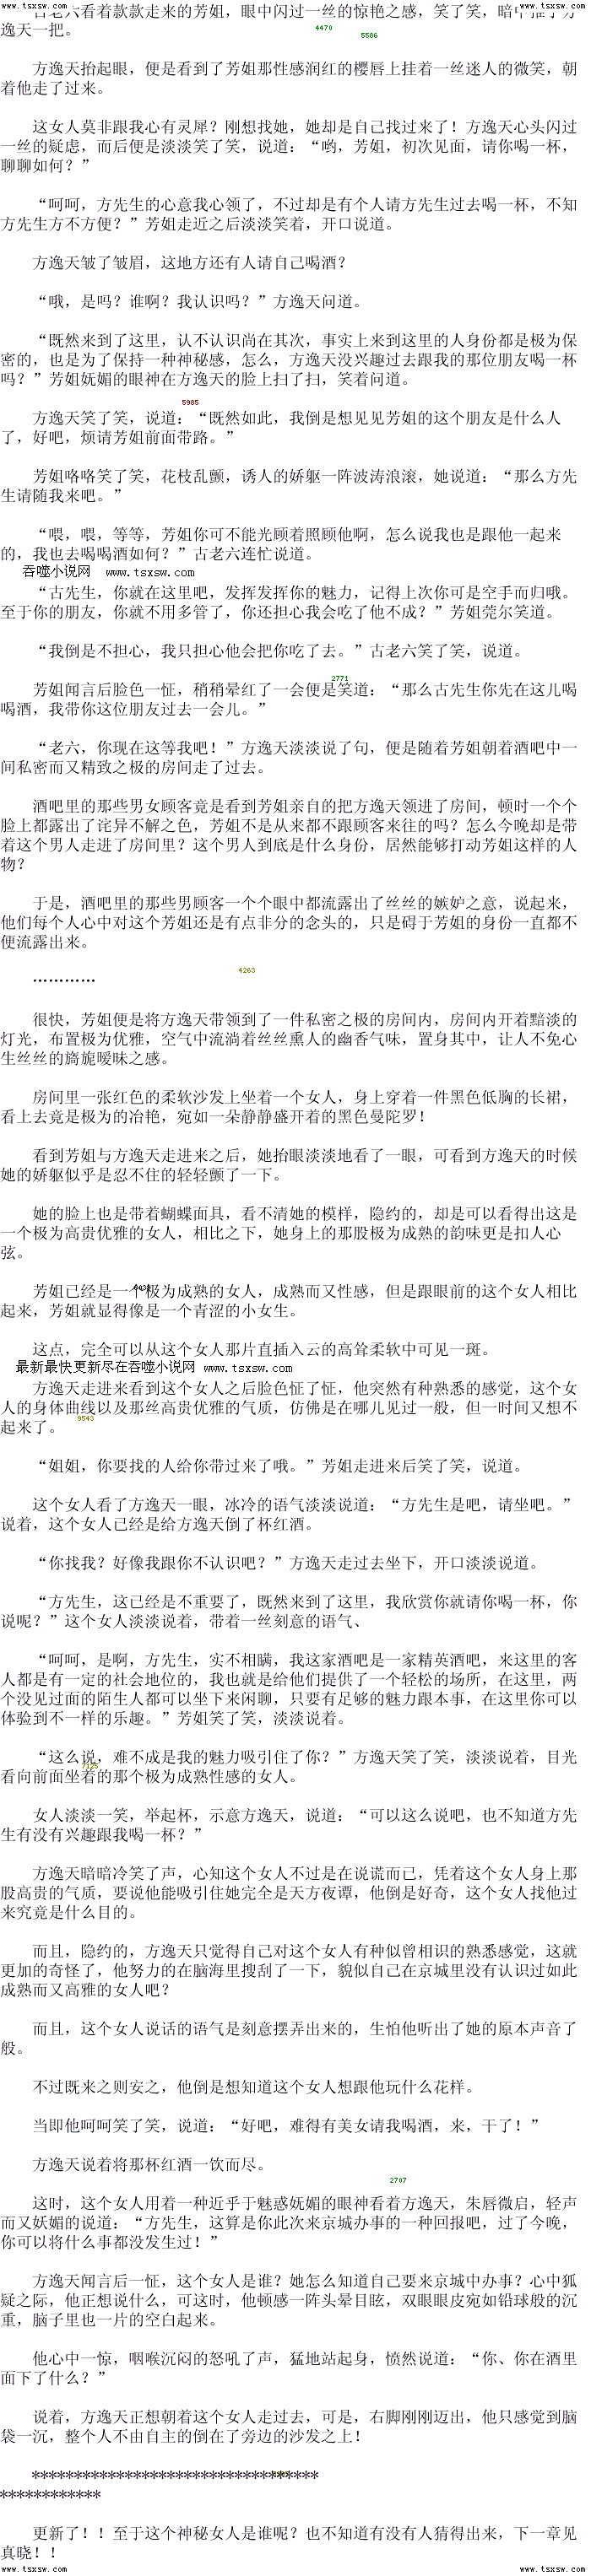 www.tsxsw.com www.tsxsw.com
古老六看着款款走来的芳姐，眼中闪过一丝的惊艳之感，笑了笑，暗中推了方
逸天一把。
4470
5586
方逸天抬起眼，便是看到了芳姐那性感润红的樱唇上挂着一丝迷人的微笑，朝
着他走了过来。
这女人莫非跟我心有灵犀？刚想找她，她却是自己找过来了！方逸天心头闪过
一丝的疑虑，而后便是淡淡笑了笑，说道：“哟，芳姐，初次见面，请你喝一杯，
聊聊如何？”
“呵呵，方先生的心意我心领了，不过却是有个人请方先生过去喝一杯，不知
方先生方不方便？”芳姐走近之后淡淡笑着，开口说道。
方逸天皱了皱眉，这地方还有人请自己喝酒？
“哦，是吗？谁啊？我认识吗？”方逸天问道。
“既然来到了这里，认不认识尚在其次，事实上来到这里的人身份都是极为保
密的，也是为了保持一种神秘感，怎么，方逸天没兴趣过去跟我的那位朋友喝一杯
吗？”芳姐妩媚的眼神在方逸天的脸上扫了扫，笑着问道。
5985
方逸天笑了笑，说道：“既然如此，我倒是想见见芳姐的这个朋友是什么人
了，好吧，烦请芳姐前面带路。”
芳姐咯咯笑了笑，花枝乱颤，诱人的娇躯一阵波涛浪滚，她说道：“那么方先
生请随我来吧。”
“喂，喂，等等，芳姐你可不能光顾着照顾他啊，怎么说我也是跟他一起来
的，我也去喝喝酒如何？”古老六连忙说道。
吞噬小说网 www.tsxsw.com
“古先生，你就在这里吧，发挥发挥你的魅力，记得上次你可是空手而归哦。
至于你的朋友，你就不用多管了，你还担心我会吃了他不成？”芳姐莞尔笑道。
“我倒是不担心，我只担心他会把你吃了去。”古老六笑了笑，说道。
2771
芳姐闻言后脸色一怔，稍稍晕红了一会便是笑道：“那么古先生你先在这儿喝
喝酒，我带你这位朋友过去一会儿。”
“老六，你现在这等我吧！”方逸天淡淡说了句，便是随着芳姐朝着酒吧中一
间私密而又精致之极的房间走了过去。
酒吧里的那些男女顾客竟是看到芳姐亲自的把方逸天领进了房间，顿时一个个
脸上都露出了诧异不解之色，芳姐不是从来都不跟顾客来往的吗？怎么今晚却是带
着这个男人走进了房间里？这个男人到底是什么身份，居然能够打动芳姐这样的人
物？
于是，酒吧里的那些男顾客一个个眼中都流露出了丝丝的嫉妒之意，说起来，
他们每个人心中对这个芳姐还是有点非分的念头的，只是碍于芳姐的身份一直都不
便流露出来。
4263
…………
很快，芳姐便是将方逸天带领到了一件私密之极的房间内，房间内开着黯淡的
灯光，布置极为优雅，空气中流淌着丝丝熏人的幽香气味，置身其中，让人不免心
生丝丝的旖旎暧昧之感。
房间里一张红色的柔软沙发上坐着一个女人，身上穿着一件黑色低胸的长裙，
看上去竟是极为的冶艳，宛如一朵静静盛开着的黑色曼陀罗！
看到芳姐与方逸天走进来之后，她抬眼淡淡地看了一眼，可看到方逸天的时候
她的娇躯似乎是忍不住的轻轻颤了一下。
她的脸上也是带着蝴蝶面具，看不清她的模样，隐约的，却是可以看得出这是
一个极为高贵优雅的女人，相比之下，她身上的那股极为成熟的韵味更是扣人心
弦。
芳姐已经是一个极为成熟的女人，成熟而又性感，但是跟眼前的这个女人相比
起来，芳姐就显得像是一个青涩的小女生。
这点，完全可以从这个女人那片直插入云的高耸柔软中可见一斑。
最新最快更新尽在吞噬小说网 www.tsxsw.com
方逸天走进来看到这个女人之后脸色怔了怔，他突然有种熟悉的感觉，这个女
人的身体曲线以及那丝高贵优雅的气质，仿佛是在哪儿见过一般，但一时间又想不
9543
起来了。
“姐姐，你要找的人给你带过来了哦。”芳姐走进来后笑了笑，说道。
这个女人看了方逸天一眼，冰冷的语气淡淡说道：“方先生是吧，请坐吧。”
说着，这个女人已经是给方逸天倒了杯红酒。
“你找我？好像我跟你不认识吧？”方逸天走过去坐下，开口淡淡说道。
“方先生，这已经是不重要了，既然来到了这里，我欣赏你就请你喝一杯，你
说呢？”这个女人淡淡说着，带着一丝刻意的语气、
“呵呵，是啊，方先生，实不相瞒，我这家酒吧是一家精英酒吧，来这里的客
人都是有一定的社会地位的，我也就是给他们提供了一个轻松的场所，在这里，两
个没见过面的陌生人都可以坐下来闲聊，只要有足够的魅力跟本事，在这里你可以
体验到不一样的乐趣。”芳姐笑了笑，淡淡说着。
“这么说，难不成是我的魅力吸引住了你？”方逸天笑了笑，淡淡说着，目光
看向前面坐着的那个极为成熟性感的女人。
女人淡淡一笑，举起杯，示意方逸天，说道：“可以这么说吧，也不知道方先
生有没有兴趣跟我喝一杯？”
方逸天暗暗冷笑了声，心知这个女人不过是在说谎而已，凭着这个女人身上那
股高贵的气质，要说他能吸引住她完全是天方夜谭，他倒是好奇，这个女人找他过
来究竟是什么目的。
而且，隐约的，方逸天只觉得自己对这个女人有种似曾相识的熟悉感觉，这就
更加的奇怪了，他努力的在脑海里搜刮了一下，貌似自己在京城里没有认识过如此
成熟而又高雅的女人吧？
而且，这个女人说话的语气是刻意摆弄出来的，生怕他听出了她的原本声音了
般。
不过既来之则安之，他倒是想知道这个女人想跟他玩什么花样。
当即他呵呵笑了笑，说道：“好吧，难得有美女请我喝酒，来，干了！”
方逸天说着将那杯红酒一饮而尽。
2707
这时，这个女人用着一种近乎于魅惑妩媚的眼神看着方逸天，朱唇微启，轻声
而又妖媚的说道：“方先生，这算是你此次来京城办事的一种回报吧，过了今晚，
你可以将什么事都没发生过！”
方逸天闻言后一怔，这个女人是谁？她怎么知道自己要来京城中办事？心中狐
疑之际，他正想说什么，可这时，他顿感一阵头晕目眩，双眼眼皮宛如铅球般的沉
重，脑子里也一片的空白起来。
他心中一惊，咽喉沉闷的怒吼了声，猛地站起身，愤然说道：“你、你在酒里
面下了什么？”
说着，方逸天正想朝着这个女人走过去，可是，右脚刚刚迈出，他只感觉到脑
袋一沉，整个人不由自主的倒在了旁边的沙发之上！
**********************************
************
更新了！！至于这个神秘女人是谁呢？也不知道有没有人猜得出来，下一章见
真晓！！
www.tsxsw.com www.tsxsw.com